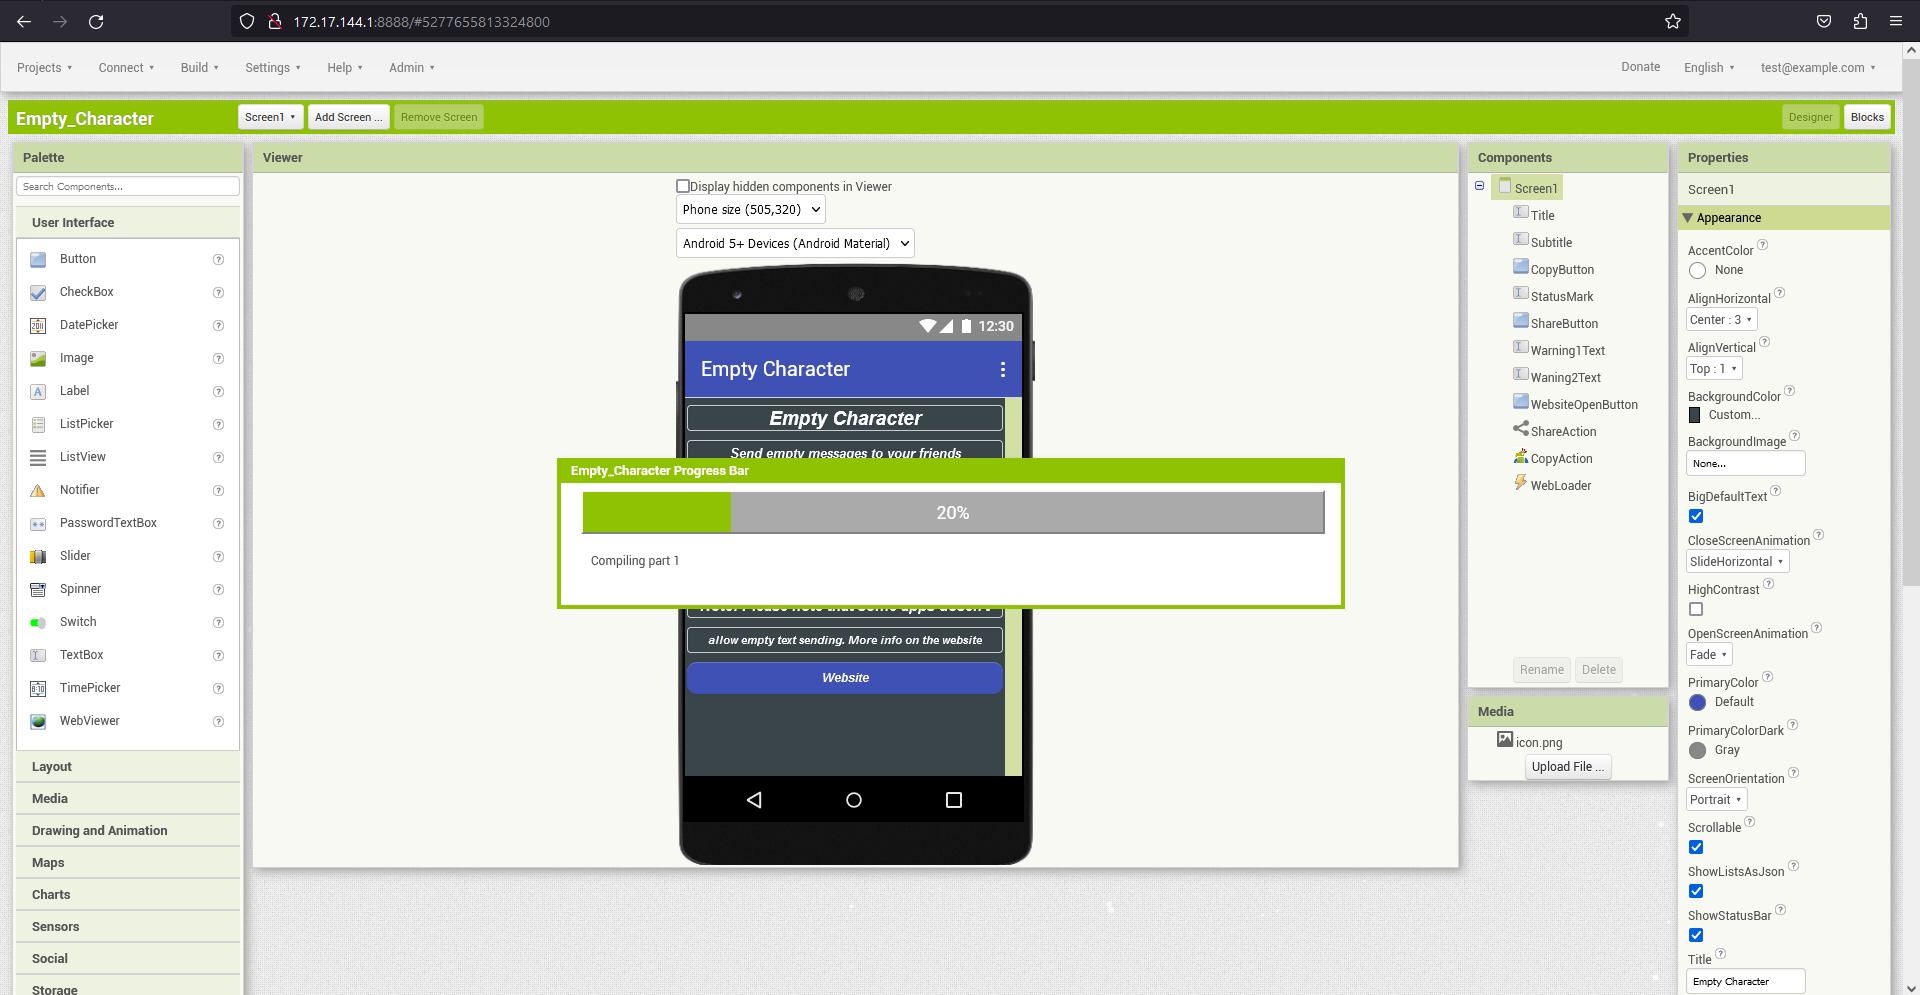 172.17.144.1:8888/#5277655813324800
Projects Connect Build Settings Help Admin Donate English test@example.com
Empty_Character Screen1 Add Screen ... Remove Screen Designer Blocks
Palette
Search Components...
User Interface
Button
CheckBox
DatePicker
Image
Label
ListPicker
ListView
Notifier
PasswordTextBox
Slider
Spinner
Switch
TextBox
TimePicker
WebViewer
Layout
Media
Drawing and Animation
Maps
Charts
Sensors
Social
Storage
Viewer
Display hidden components in Viewer
Phone size (505,320)
Android 5+ Devices (Android Material)
12:30
Empty Character
Empty Character
Send empty messages to your friends
Empty_Character Progress Bar
20%
Compiling part 1
Note: Please note that some apps doesn't
allow empty text sending. More info on the website
Website
Components
Screen1
Title
Subtitle
CopyButton
StatusMark
ShareButton
Warning1Text
Waning2Text
WebsiteOpenButton
ShareAction
CopyAction
WebLoader
Rename Delete
Media
icon.png
Upload File ...
Properties
Screen1
Appearance
AccentColor
None
AlignHorizontal
Center : 3
AlignVertical
Top : 1
BackgroundColor
Custom...
BackgroundImage
None...
BigDefaultText
CloseScreenAnimation
SlideHorizontal
HighContrast
OpenScreenAnimation
Fade
PrimaryColor
Default
PrimaryColorDark
Gray
ScreenOrientation
Portrait
Scrollable
ShowListsAsJson
ShowStatusBar
Title
Empty Character